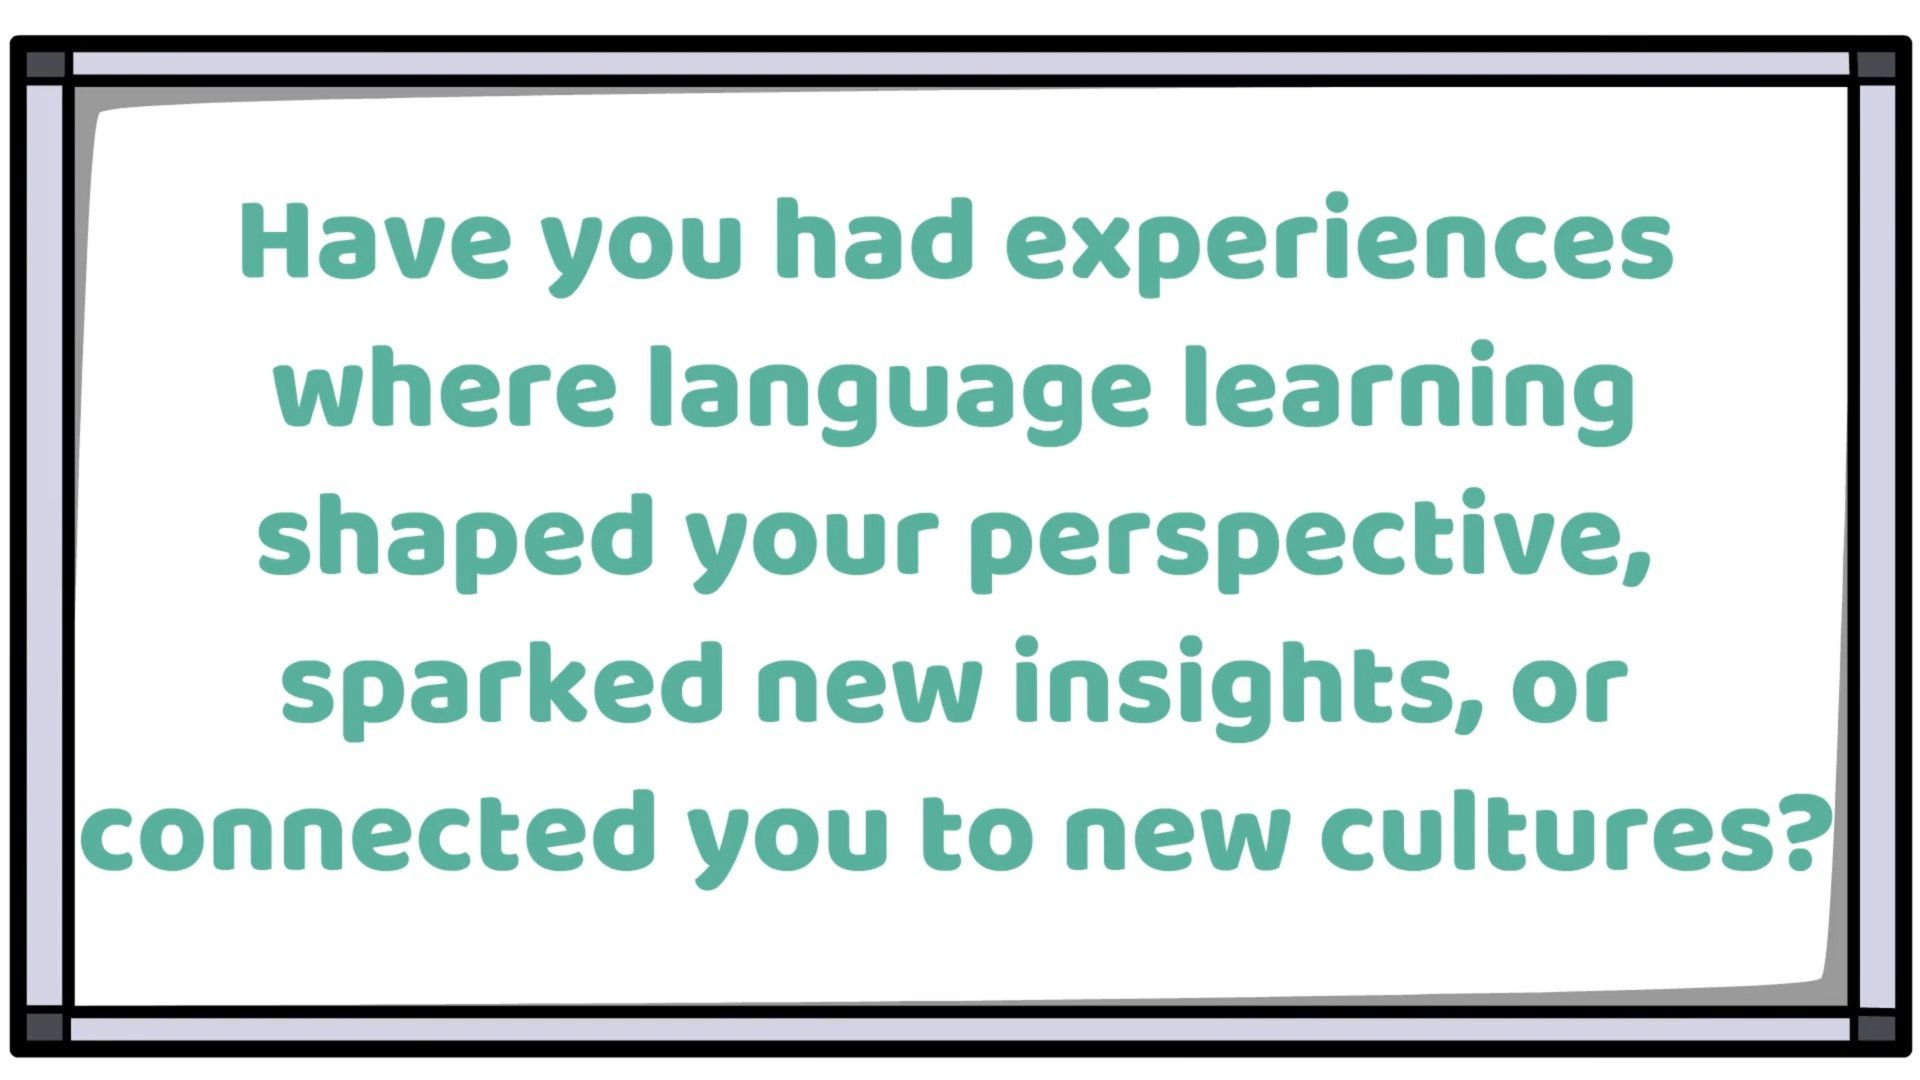 Have you had experiences
where language learning
shaped your perspective,
sparked new insights, or
connected you to new cultures?